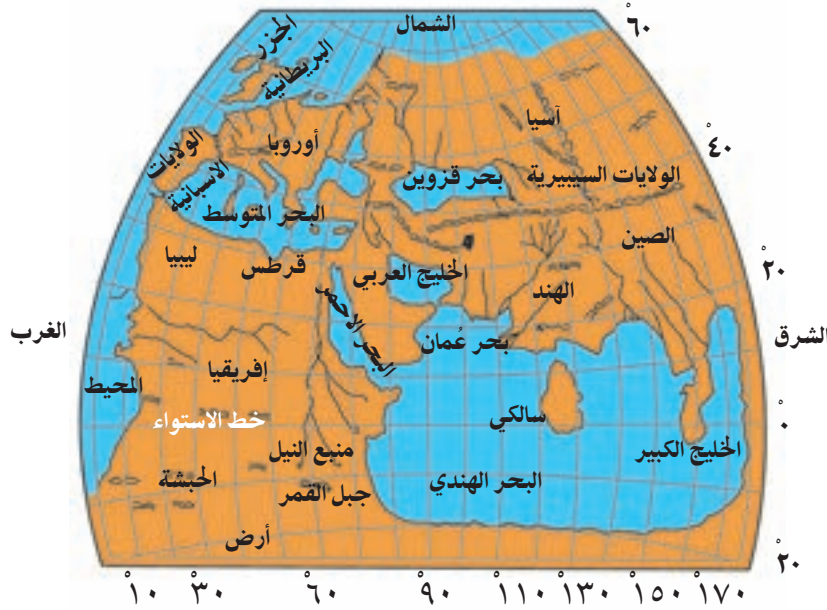 الشمال
٦٠°
الجزر
البريطانية
آسيا
أوروبا
٤٠°
الولايات
الاسبانية
بحر قزوين
الولايات السيبيرية
البحر المتوسط
الصين
ليبيا
قرطس
الخليج العربي
الهند
٢٠°
البحر الاحمر
بحر عُمان
الغرب
الشرق
المحيط
إفريقيا
خط الاستواء
سالكي
٠°
منبع النيل
الخليج الكبير
الحبشة
جبل القمر
البحر الهندي
أرض
٢٠°
١٠° ٣٠° ٦٠° ٩٠° ١١٠° ١٣٠° ١٥٠° ١٧٠°